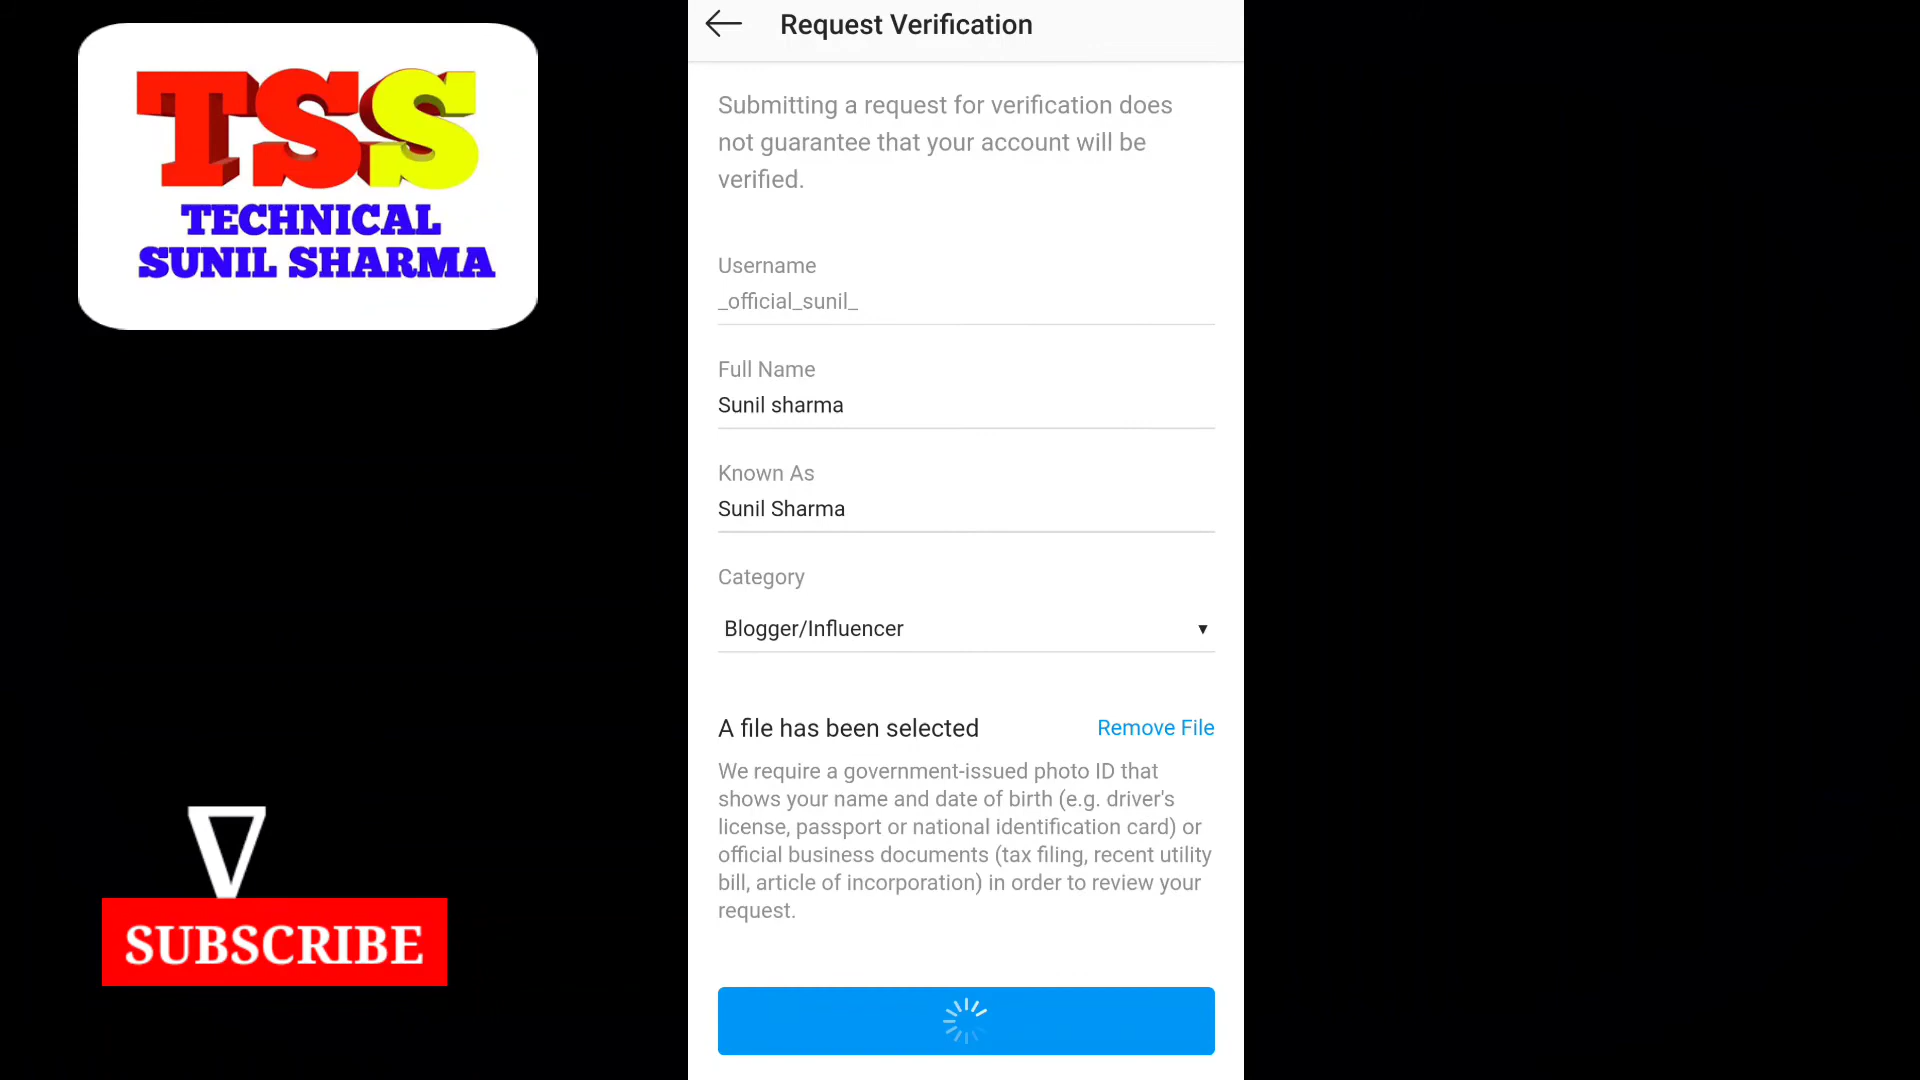 TSS
TECHNICAL
SUNIL SHARMA
SUBSCRIBE
Request Verification
Submitting a request for verification does
not guarantee that your account will be
verified.
Username
_official_sunil_
Full Name
Sunil sharma
Known As
Sunil Sharma
Category
Blogger/Influencer
A file has been selected
Remove File
We require a government-issued photo ID that
shows your name and date of birth (e.g. driver's
license, passport or national identification card) or
official business documents (tax filing, recent utility
bill, article of incorporation) in order to review your
request.